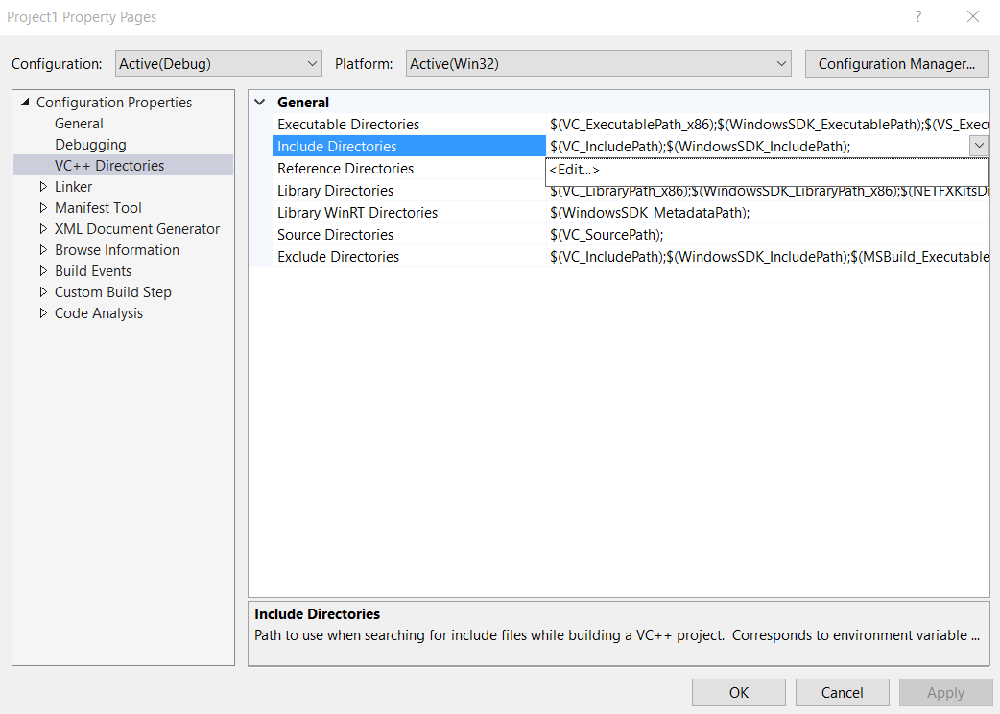 Project1 Property Pages
Configuration: Active(Debug) Platform: Active(Win32) Configuration Manager...
Configuration Properties
General
Debugging
VC++ Directories
Linker
Manifest Tool
XML Document Generator
Browse Information
Build Events
Custom Build Step
Code Analysis
General
Executable Directories $(VC_ExecutablePath_x86);$(WindowsSDK_ExecutablePath);$(VS_Execu
Include Directories $(VC_IncludePath);$(WindowsSDK_IncludePath);
<Edit...>
Reference Directories
Library Directories $(VC_LibraryPath_x86);$(WindowsSDK_LibraryPath_x86);$(NETFXKitsDi
Library WinRT Directories $(WindowsSDK_MetadataPath);
Source Directories $(VC_SourcePath);
Exclude Directories $(VC_IncludePath);$(WindowsSDK_IncludePath);$(MSBuild_Executable
Include Directories
Path to use when searching for include files while building a VC++ project. Corresponds to environment variable ...
OK Cancel Apply